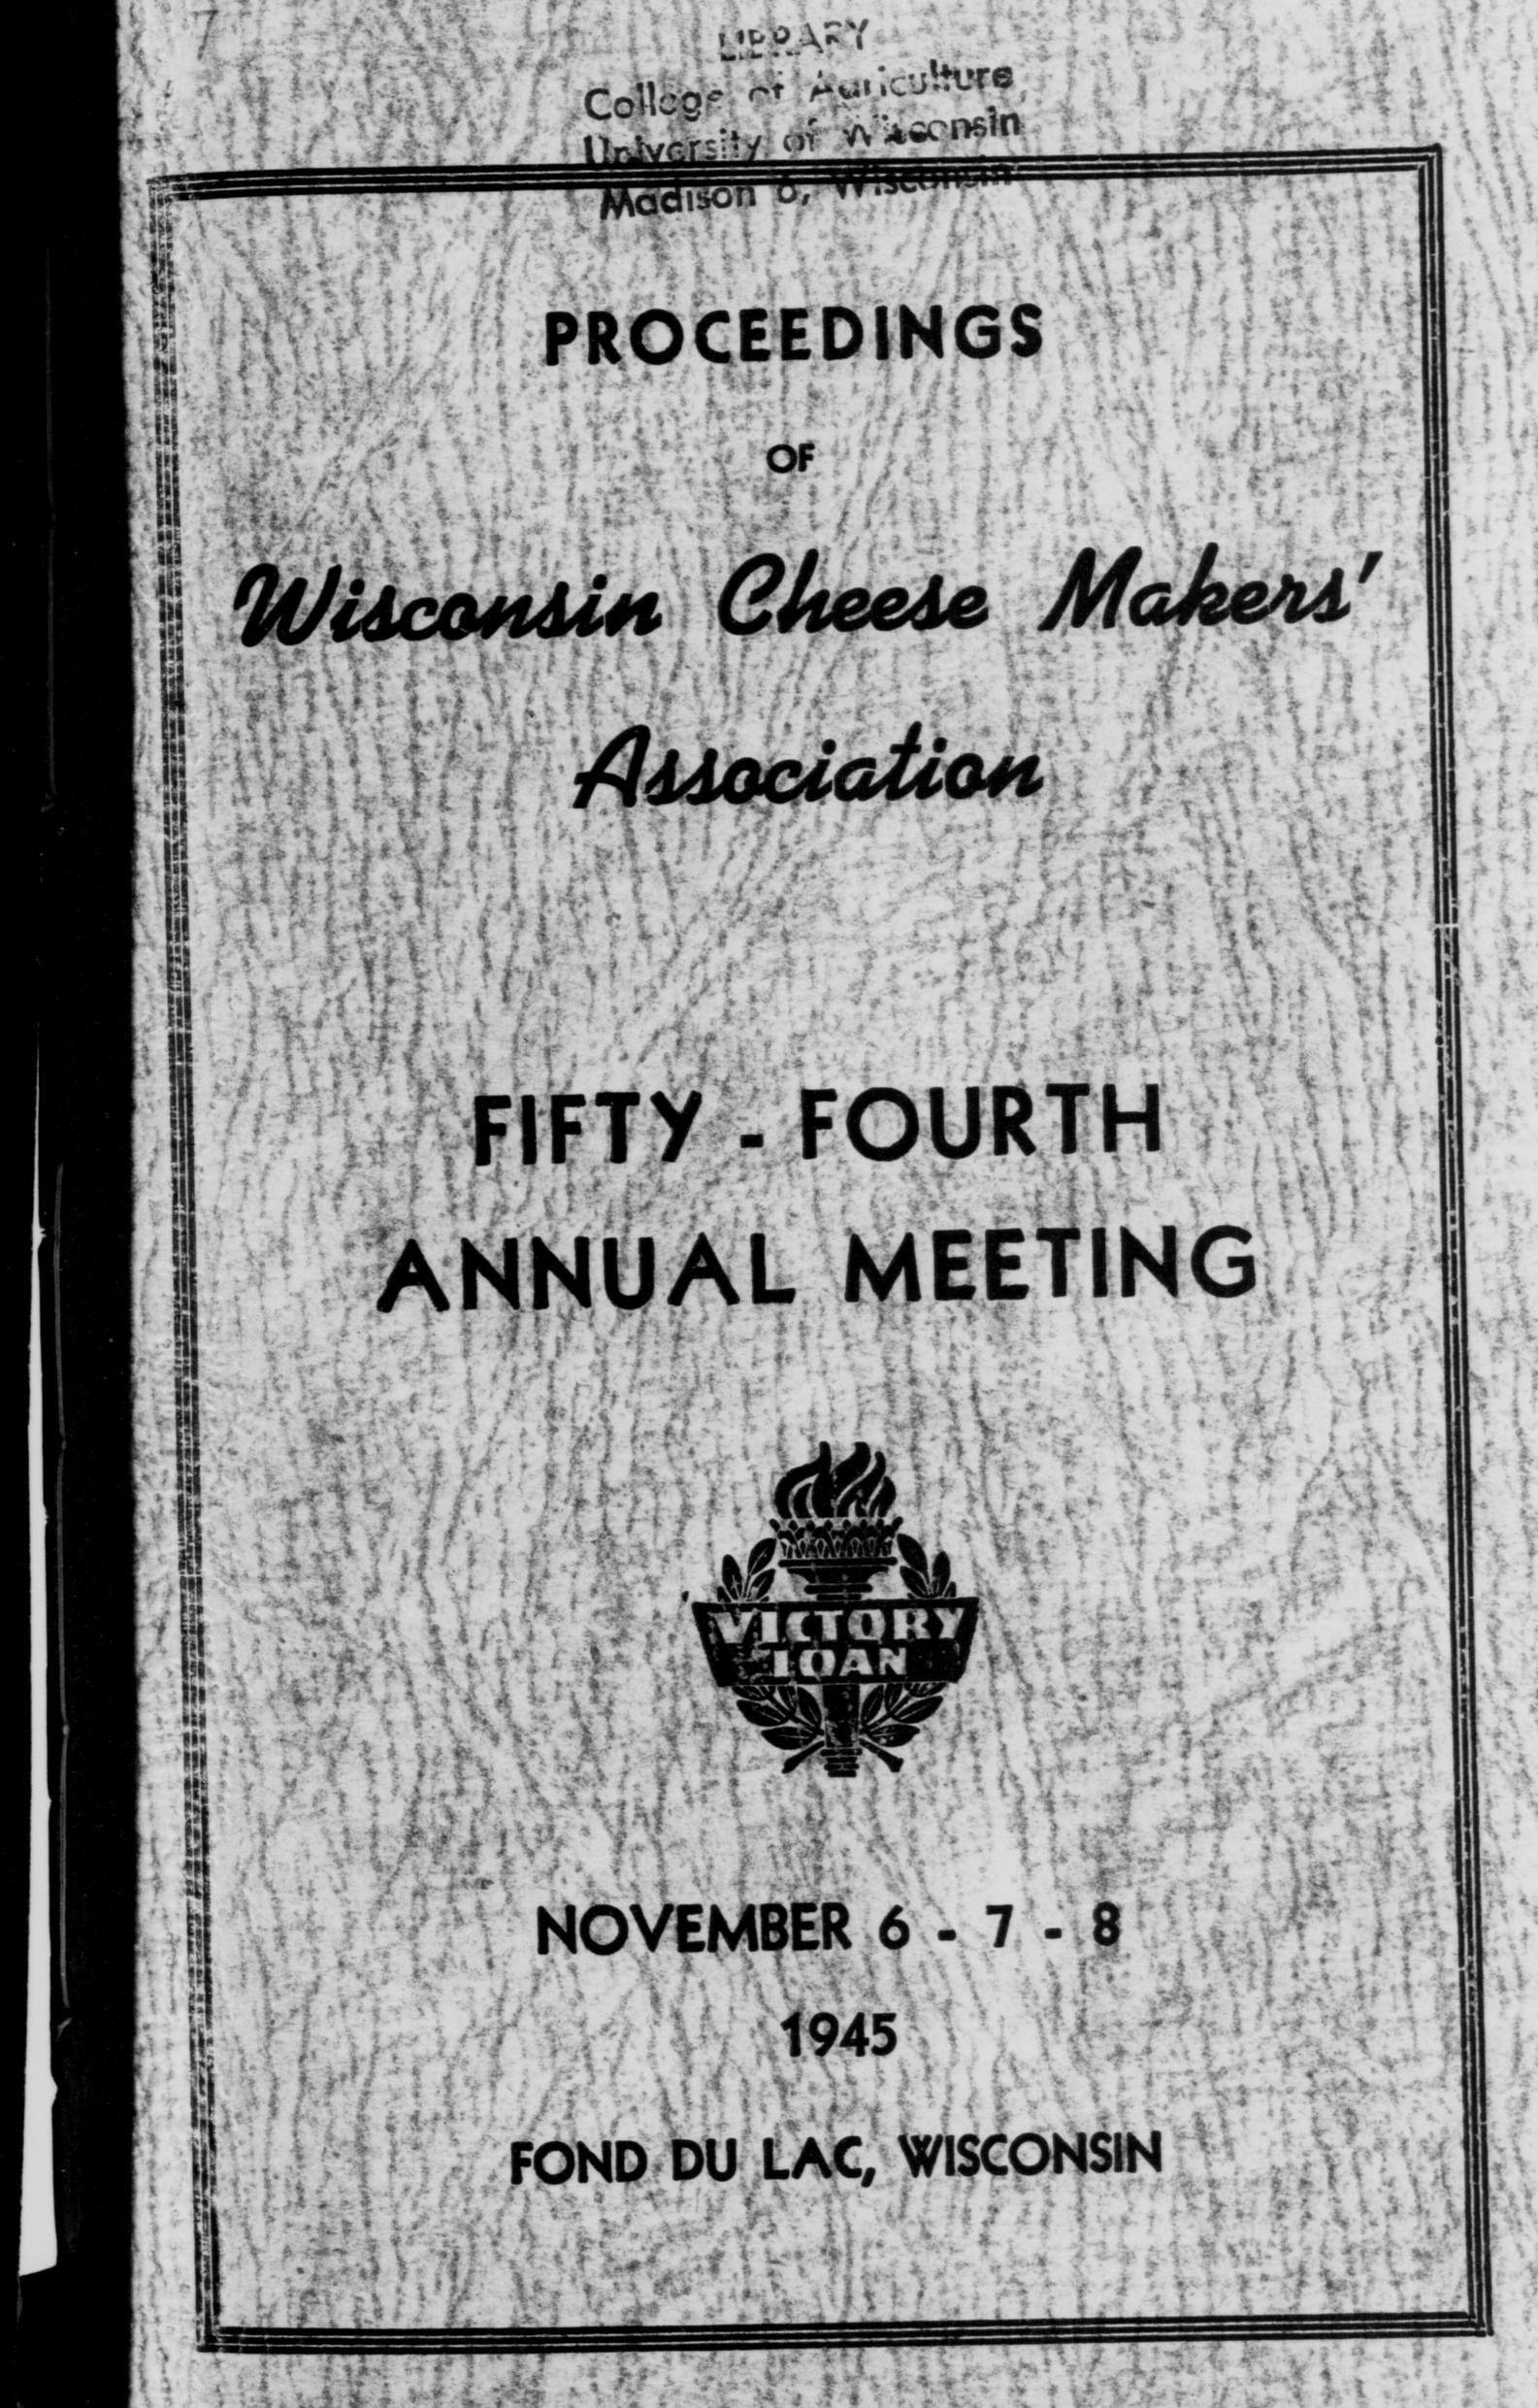 LIBRARY
College of Agriculture
University of Wisconsin
Madison 6, Wisconsin
PROCEEDINGS
OF
Wisconsin Cheese Makers'
Association
FIFTY - FOURTH
ANNUAL MEETING
VICTORY
LOAN
NOVEMBER 6 - 7 - 8
1945
FOND DU LAC, WISCONSIN